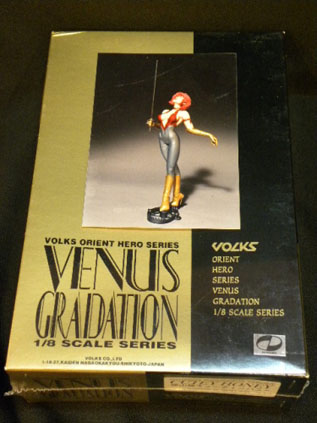 VOLKS ORIENT HERO SERIES
VENUS
GRADATION
1/8 SCALE SERIES
VOLKS CO.,LTD
VOLKS
ORIENT
HERO
SERIES
VENUS
GRADATION
1/8 SCALE SERIES